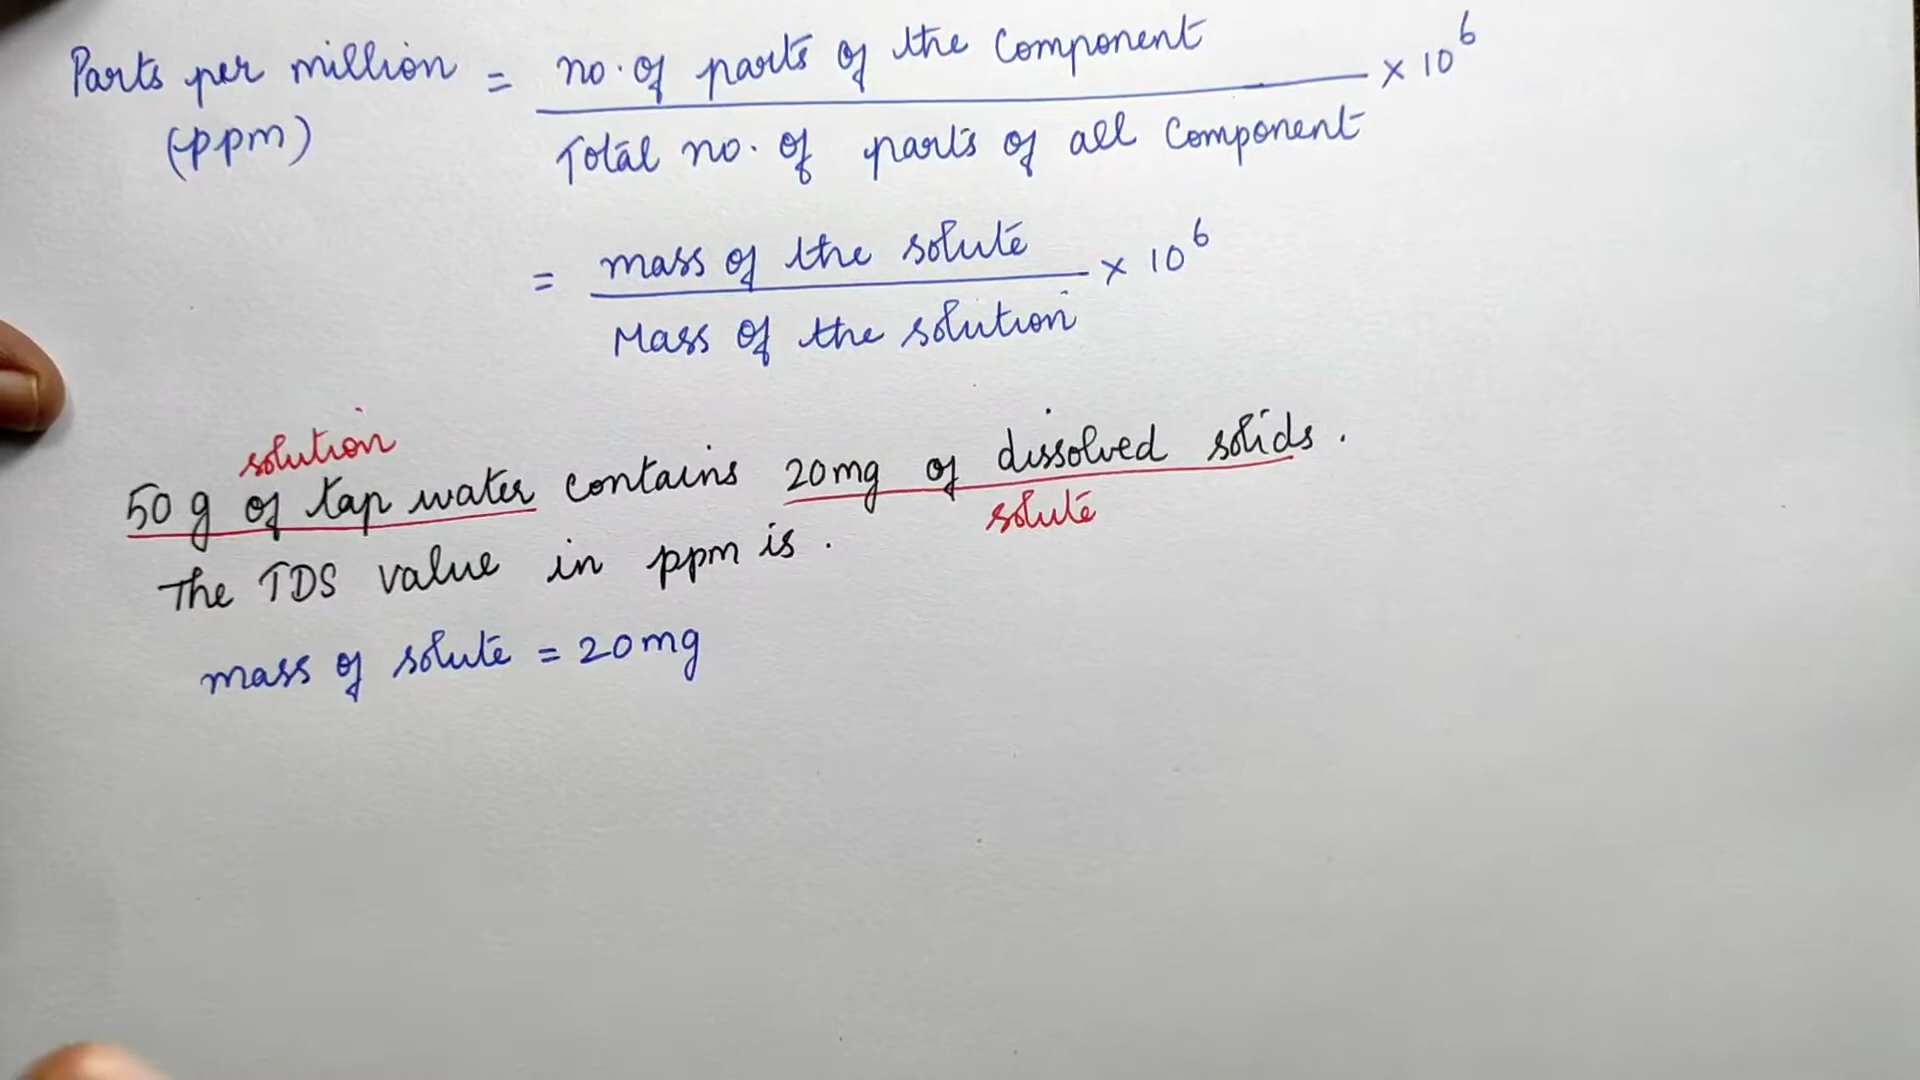 Parts per million = no. of parts of the component × 10⁶
(ppm) Total no. of parts of all component
= mass of the solute × 10⁶
Mass of the solution
solution
50 g of tap water contains 20mg of dissolved solids.
solute
The TDS value in ppm is.
mass of solute = 20mg